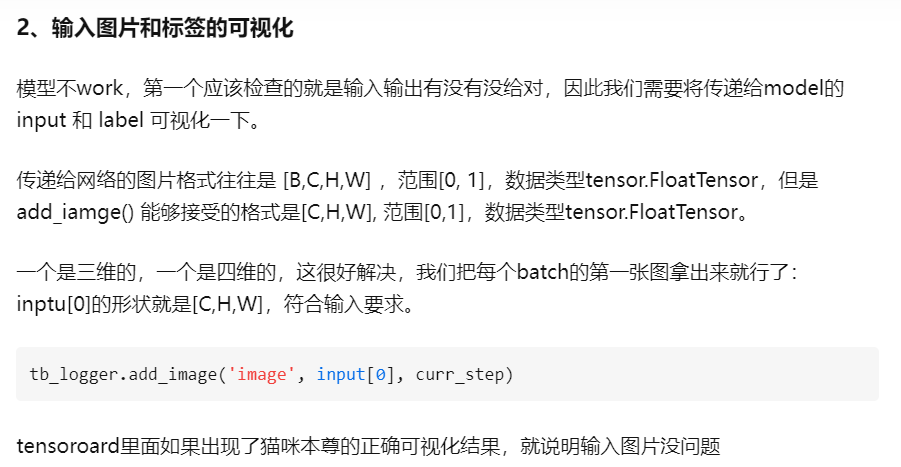 2、输入图片和标签的可视化
模型不work，第一个应该检查的就是输入输出有没有没给对，因此我们需要将传递给model的
input 和 label 可视化一下。
传递给网络的图片格式往往是 [B,C,H,W] ，范围[0, 1]，数据类型tensor.FloatTensor，但是
add_iamge() 能够接受的格式是[C,H,W], 范围[0,1]，数据类型tensor.FloatTensor。
一个是三维的，一个是四维的，这很好解决，我们把每个batch的第一张图拿出来就行了：
inptu[0]的形状就是[C,H,W]，符合输入要求。
tb_logger.add_image('image', input[0], curr_step)
tensoroard里面如果出现了猫咪本尊的正确可视化结果，就说明输入图片没问题